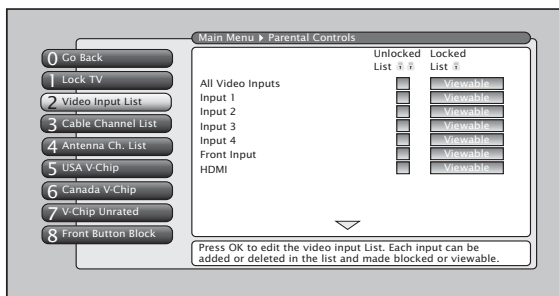 Main Menu ▶ Parental Controls
0 Go Back
1 Lock TV
2 Video Input List
3 Cable Channel List
4 Antenna Ch. List
5 USA V-Chip
6 Canada V-Chip
7 V-Chip Unrated
8 Front Button Block
Unlocked Locked
List List
All Video Inputs Viewable
Input 1 Viewable
Input 2 Viewable
Input 3 Viewable
Input 4 Viewable
Front Input Viewable
HDMI Viewable
Press OK to edit the video input List. Each input can be
added or deleted in the list and made blocked or viewable.